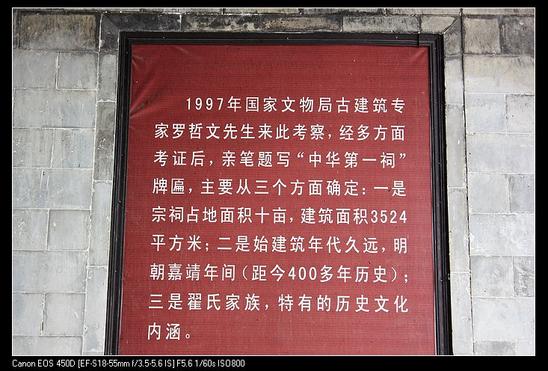 1997年国家文物局古建筑专
家罗哲文先生来此考察，经多方面
考证后，亲笔题写“中华第一祠”
牌匾，主要从三个方面确定：一是
宗祠占地面积十亩，建筑面积3524
平方米；二是始建筑年代久远，明
朝嘉靖年间（距今400多年历史）；
三是翟氏家族，特有的历史文化
内涵。
Canon EOS 450D [EF-S18-55mm f/3.5-5.6 IS] F5.6 1/60s ISO800